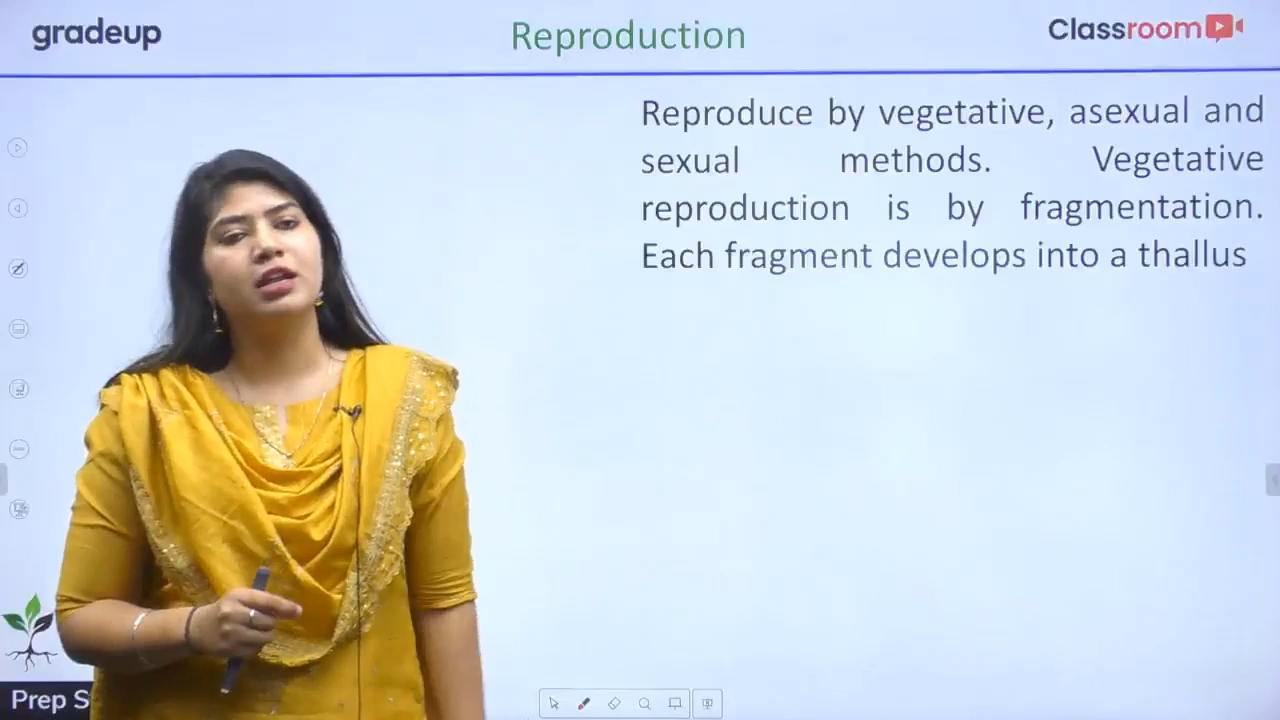 gradeup
Reproduction
Classroom
Reproduce by vegetative, asexual and
sexual methods. Vegetative
reproduction is by fragmentation.
Each fragment develops into a thallus
Prep S